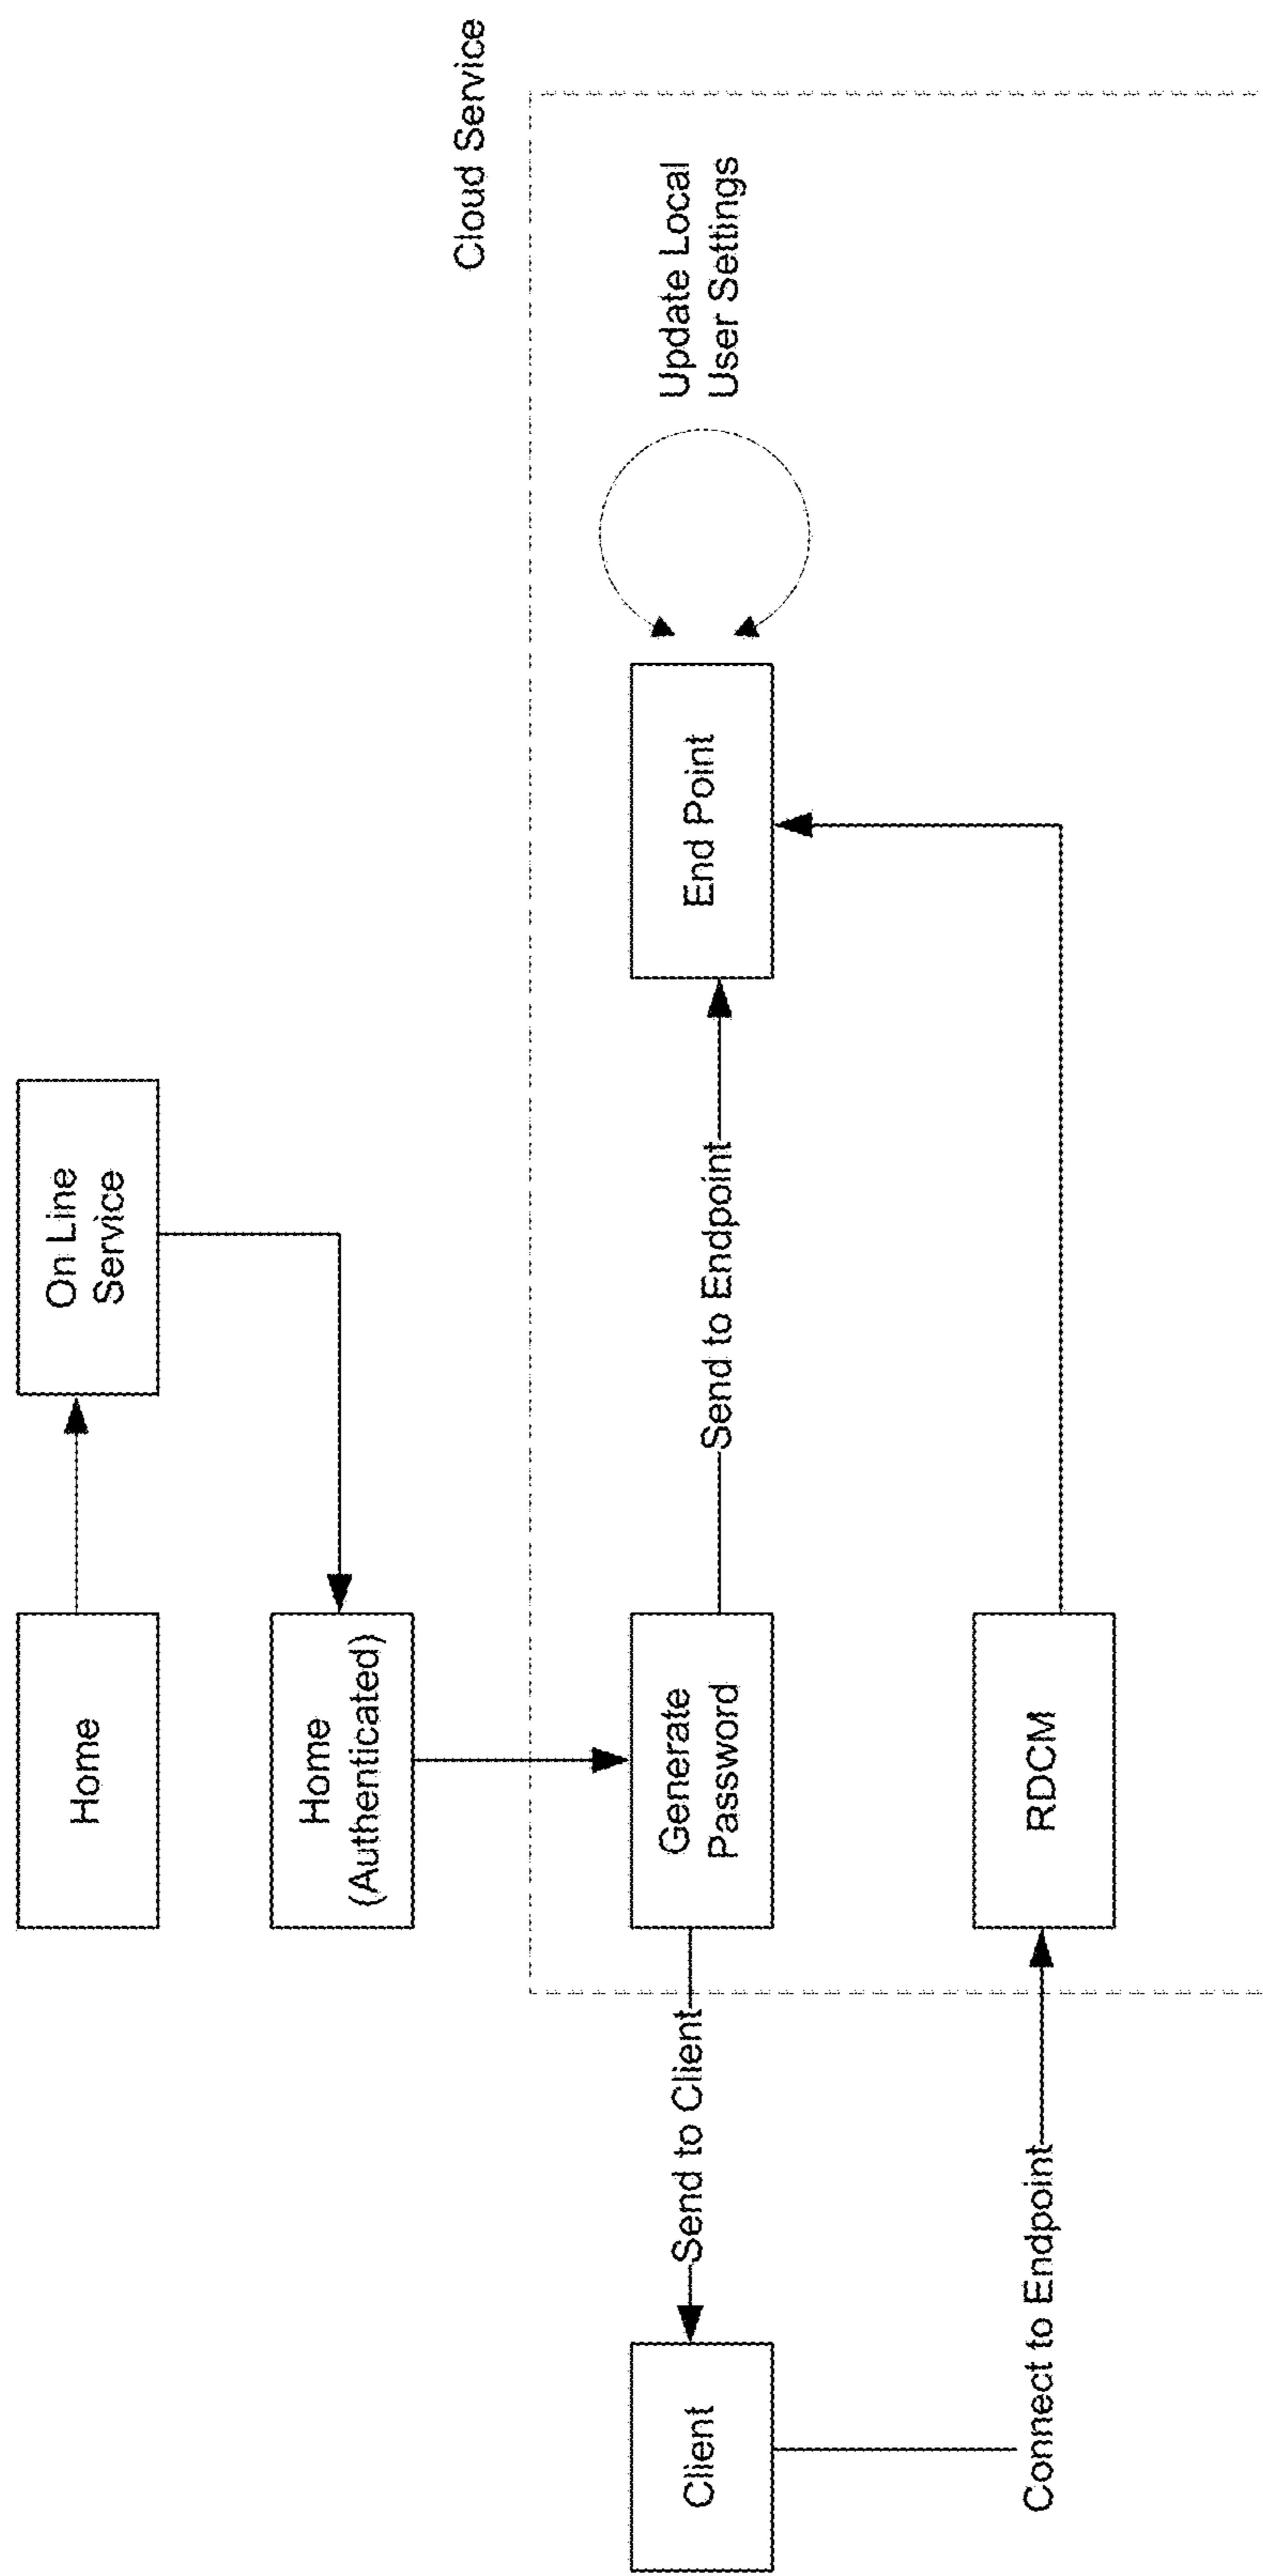 Home
On Line
Service
Home
(Authenticated)
Cloud Service
Client
Send to Client
Generate
Password
Send to Endpoint
End Point
Update Local
User Settings
Connect to Endpoint
RDCM